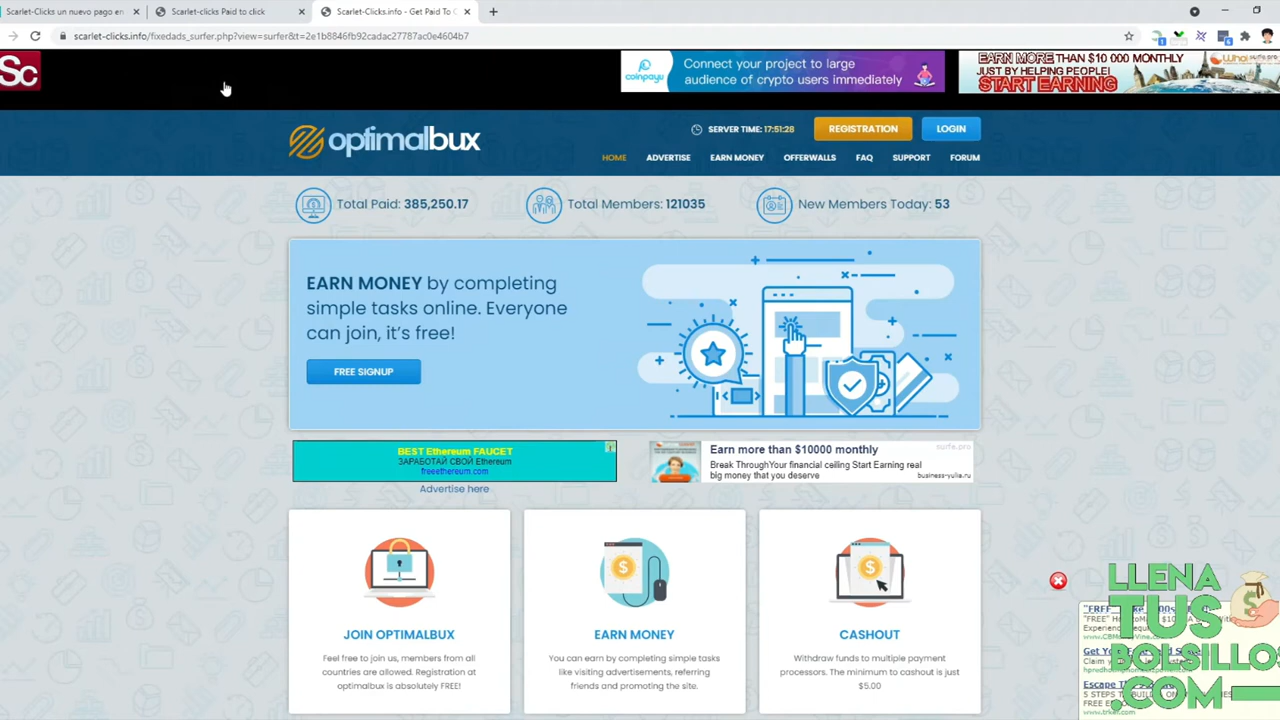 Scarlet-Clicks un nuevo pago en
Scarlet-clicks Paid to click
Scarlet-Clicks.info - Get Paid To C
scarlet-clicks.info/fixedads_surfer.php?view=surfer&t=2e1b8846fb92cadac27787ac0e4604b7
Sc
coinpayu
Connect your project to large
audience of crypto users immediately
EARN MORE THAN $10 000 MONTHLY
JUST BY HELPING PEOPLE!
START EARNING
optimalbux
SERVER TIME: 17:51:28
REGISTRATION
LOGIN
HOME ADVERTISE EARN MONEY OFFERWALLS FAQ SUPPORT FORUM
Total Paid: 385,250.17
Total Members: 121035
New Members Today: 53
EARN MONEY by completing
simple tasks online. Everyone
can join, it's free!
FREE SIGNUP
BEST Ethereum FAUCET
ЗАРАБОТАЙ СВОЙ Ethereum
freeethereum.com
Advertise here
Earn more than $10000 monthly
surfe.pro
Break ThroughYour financial ceiling Start Earning real
big money that you deserve
business-yulia.ru
JOIN OPTIMALBUX
Feel free to join us, members from all
countries are allowed. Registration at
optimalbux is absolutely FREE!
EARN MONEY
You can earn by completing simple tasks
like visiting advertisements, referring
friends and promoting the site.
CASHOUT
Withdraw funds to multiple payment
processors. The minimum to cashout is just
$5.00
LLENA
TUS
BOLSILLOS
.COM